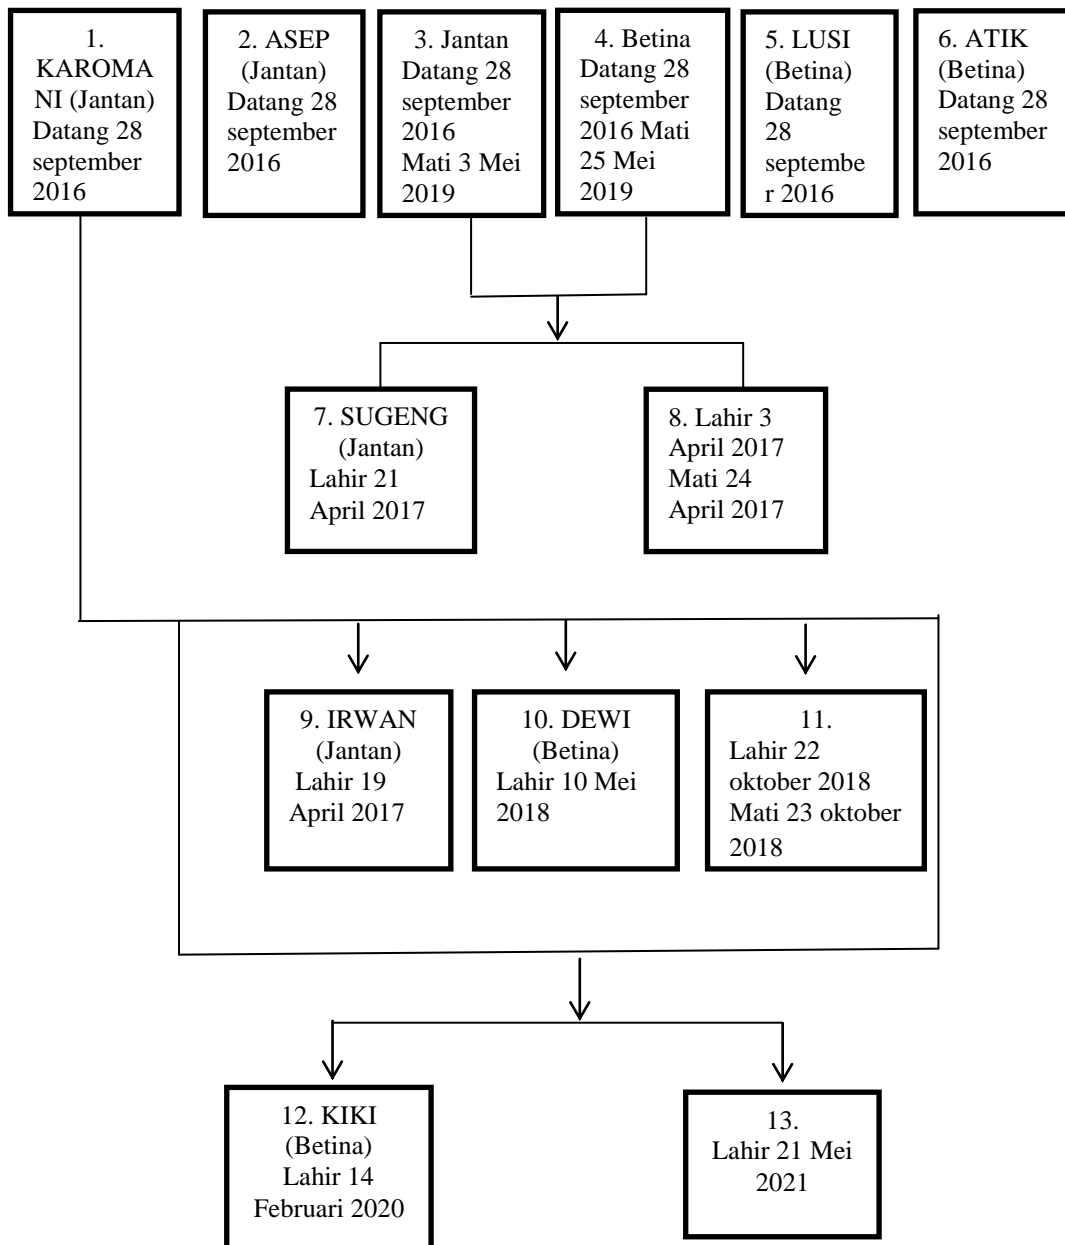 1.
KAROMA
NI (Jantan)
Datang 28
september
2016
2. ASEP
(Jantan)
Datang 28
september
2016
3. Jantan
Datang 28
september
2016
Mati 3 Mei
2019
4. Betina
Datang 28
september
2016 Mati
25 Mei
2019
5. LUSI
(Betina)
Datang
28
septembe
r 2016
6. ATIK
(Betina)
Datang 28
september
2016
7. SUGENG
(Jantan)
Lahir 21
April 2017
8. Lahir 3
April 2017
Mati 24
April 2017
9. IRWAN
(Jantan)
Lahir 19
April 2017
10. DEWI
(Betina)
Lahir 10 Mei
2018
11.
Lahir 22
oktober 2018
Mati 23 oktober
2018
12. KIKI
(Betina)
Lahir 14
Februari 2020
13.
Lahir 21 Mei
2021